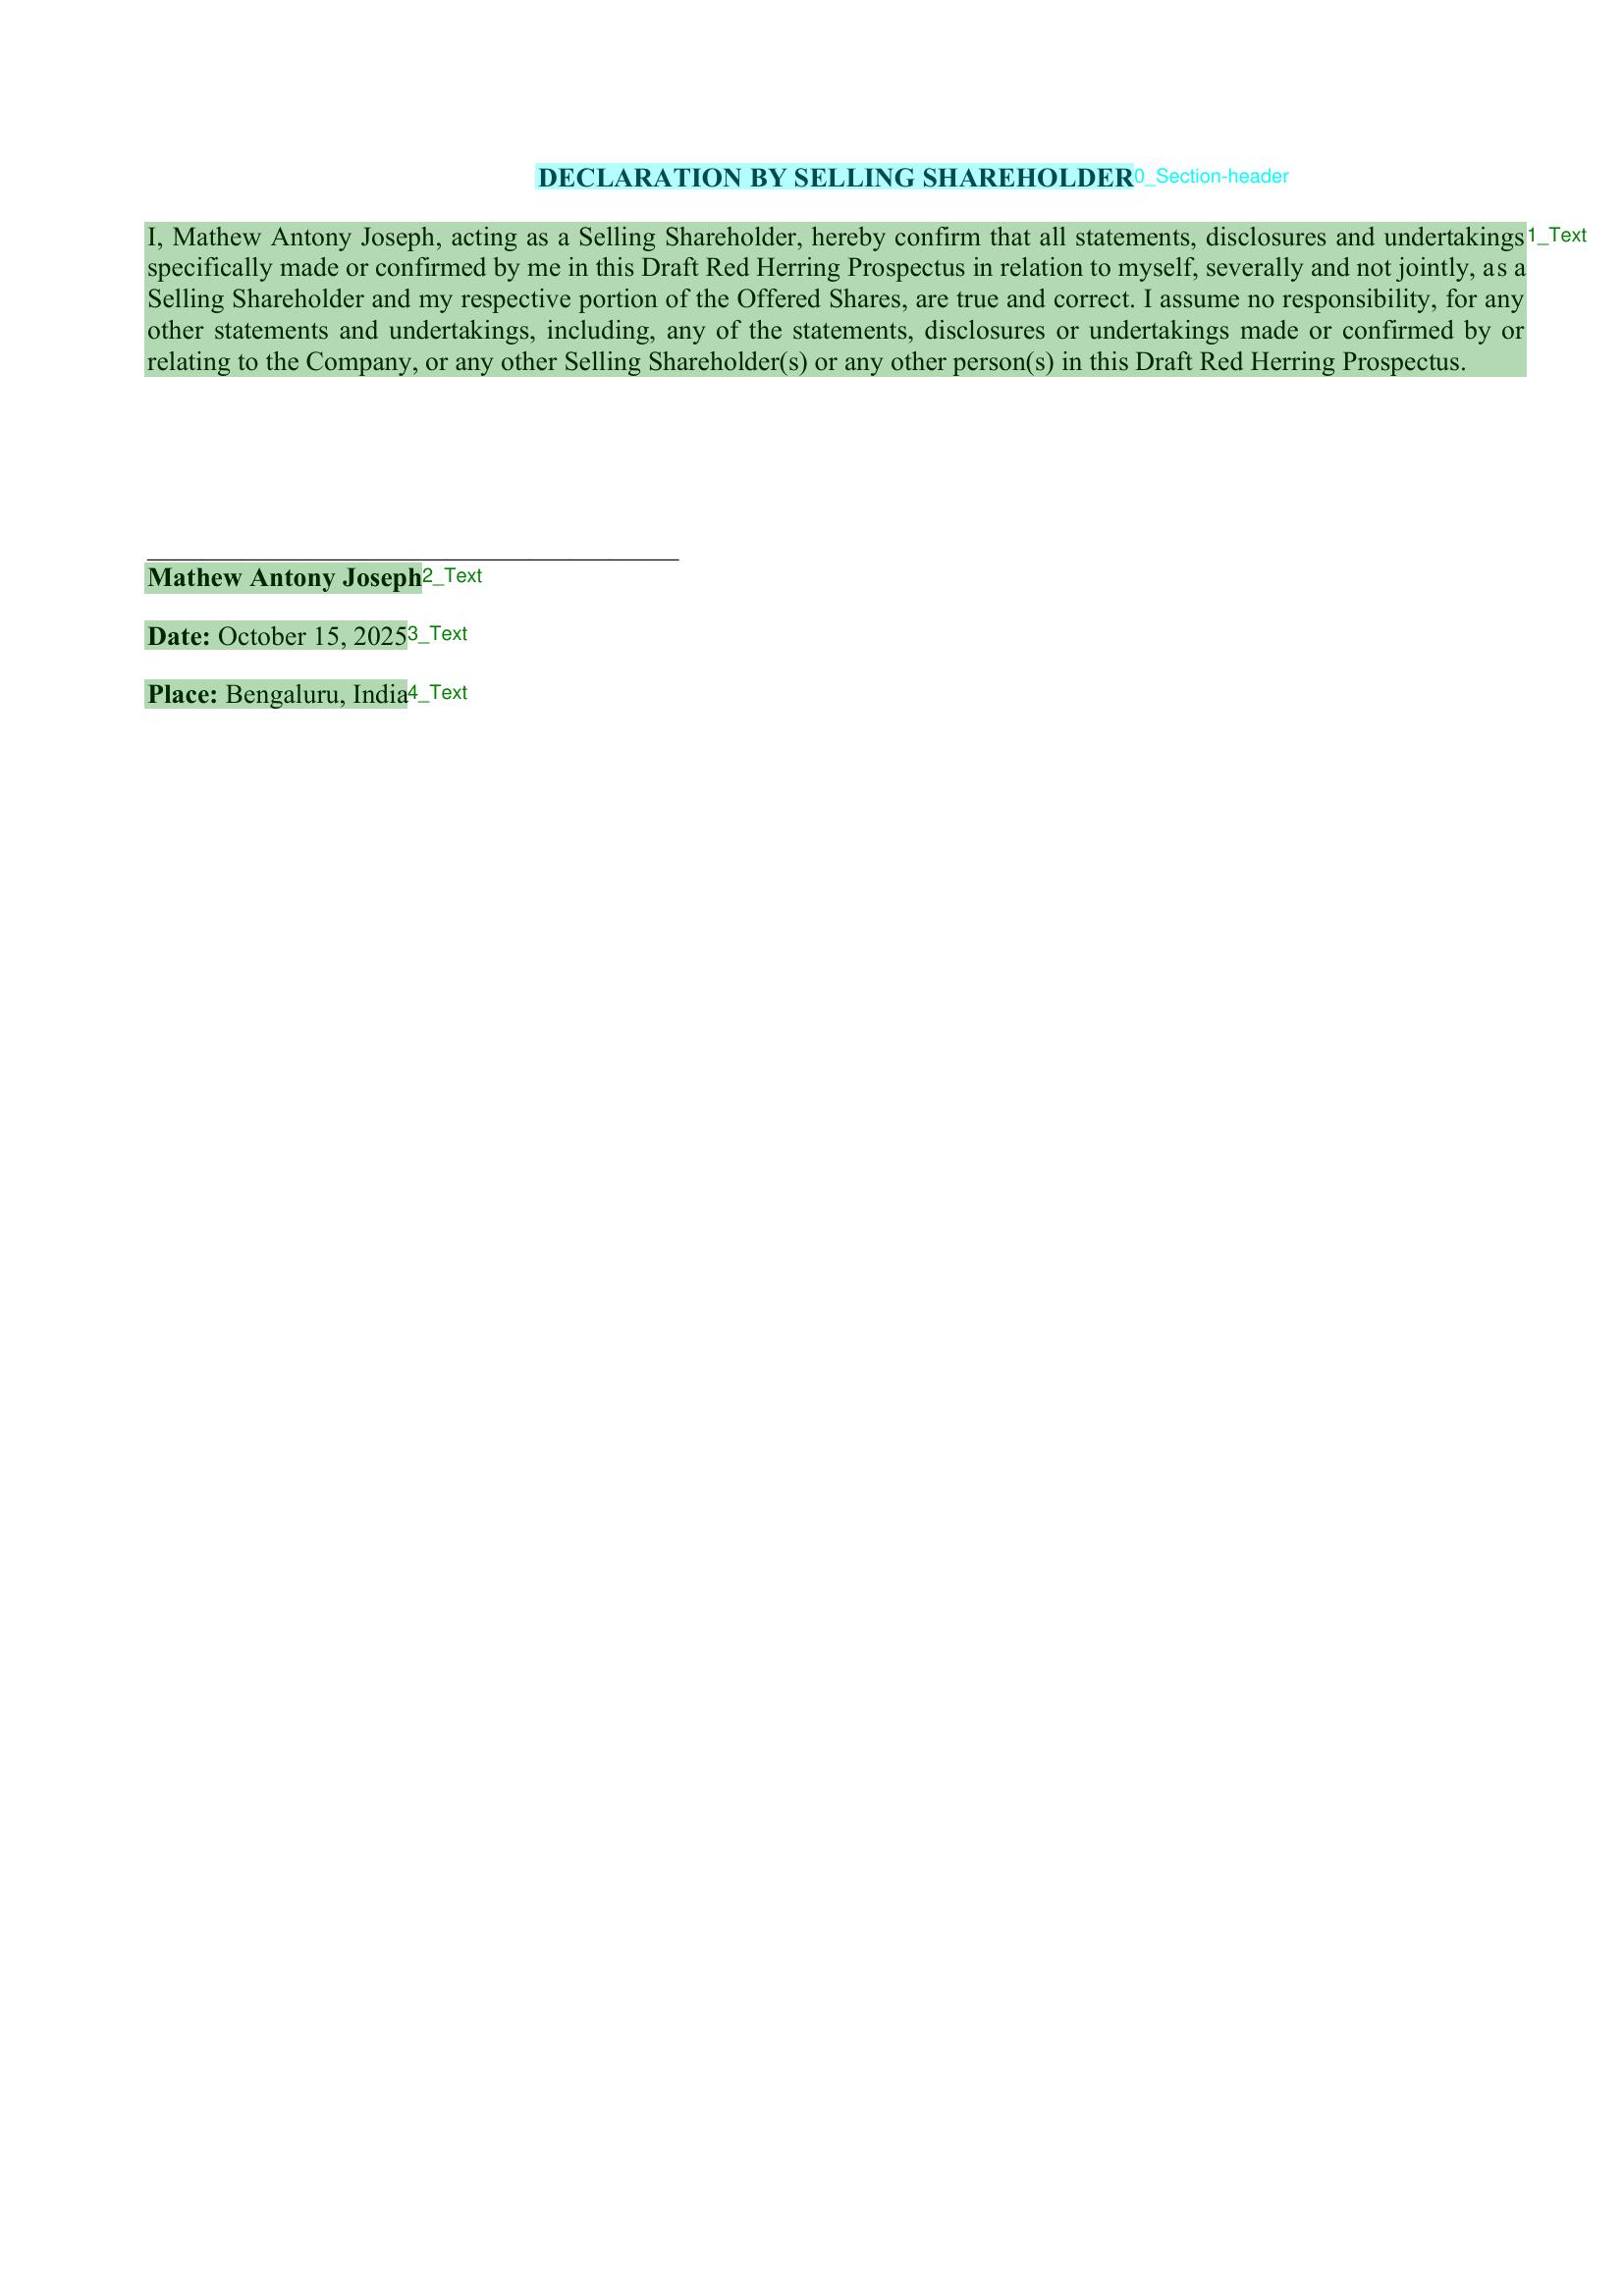 DECLARATION BY SELLING SHAREHOLDER0_Section-header
I, Mathew Antony Joseph, acting as a Selling Shareholder, hereby confirm that all statements, disclosures and undertakings1_Text
specifically made or confirmed by me in this Draft Red Herring Prospectus in relation to myself, severally and not jointly, as a
Selling Shareholder and my respective portion of the Offered Shares, are true and correct. I assume no responsibility, for any
other statements and undertakings, including, any of the statements, disclosures or undertakings made or confirmed by or
relating to the Company, or any other Selling Shareholder(s) or any other person(s) in this Draft Red Herring Prospectus.
Mathew Antony Joseph2_Text
Date: October 15, 20253_Text
Place: Bengaluru, India4_Text